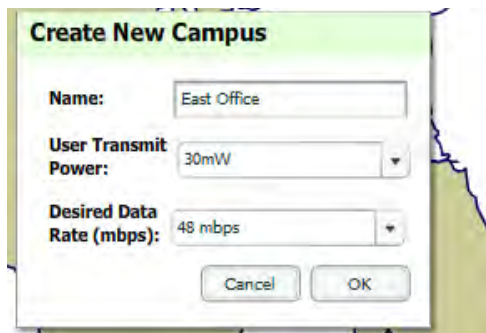 Create New Campus
Name:
East Office
User Transmit
Power:
30mW
Desired Data
Rate (mbps):
48 mbps
Cancel
OK